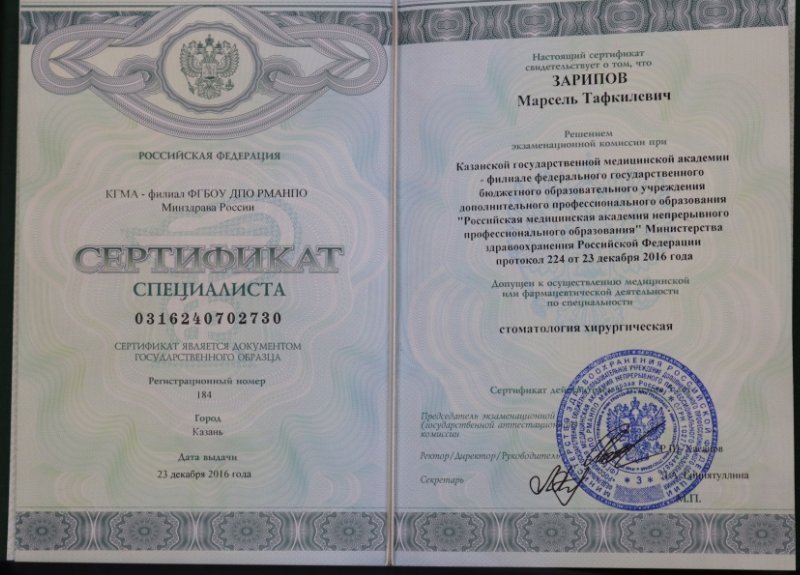 РОССИЙСКАЯ ФЕДЕРАЦИЯ
КГМА - филиал ФГБОУ ДПО РМАНПО
Минздрава России
СЕРТИФИКАТ
СПЕЦИАЛИСТА
0316240702730
СЕРТИФИКАТ ЯВЛЯЕТСЯ ДОКУМЕНТОМ
ГОСУДАРСТВЕННОГО ОБРАЗЦА
Регистрационный номер
184
Город
Казань
Дата выдачи
23 декабря 2016 года
Настоящий сертификат
свидетельствует о том, что
ЗАРИПОВ
Марсель Тафкилевич
Решением
экзаменационной комиссии при
Казанской государственной медицинской академии
- филиале федерального государственного
бюджетного образовательного учреждения
дополнительного профессионального образования
"Российская медицинская академия непрерывного
профессионального образования" Министерства
здравоохранения Российской Федерации
протокол 224 от 23 декабря 2016 года
Допущен к осуществлению медицинской
или фармацевтической деятельности
по специальности
стоматология хирургическая
Сертификат
Председатель экзаменационной
(государственной
комиссии
Ректор/Директор/Руководитель
Секретарь
М.П.